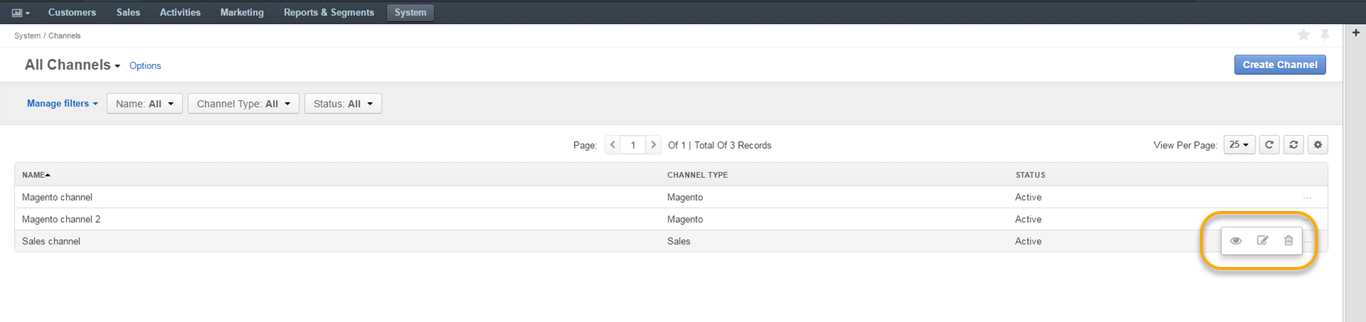 Customers Sales Activities Marketing Reports & Segments System
System / Channels
All Channels Options Create Channel
Manage filters Name: All Channel Type: All Status: All
Page: 1 Of 1 | Total Of 3 Records View Per Page: 25
NAME CHANNEL TYPE STATUS
Magento channel Magento Active
Magento channel 2 Magento Active
Sales channel Sales Active